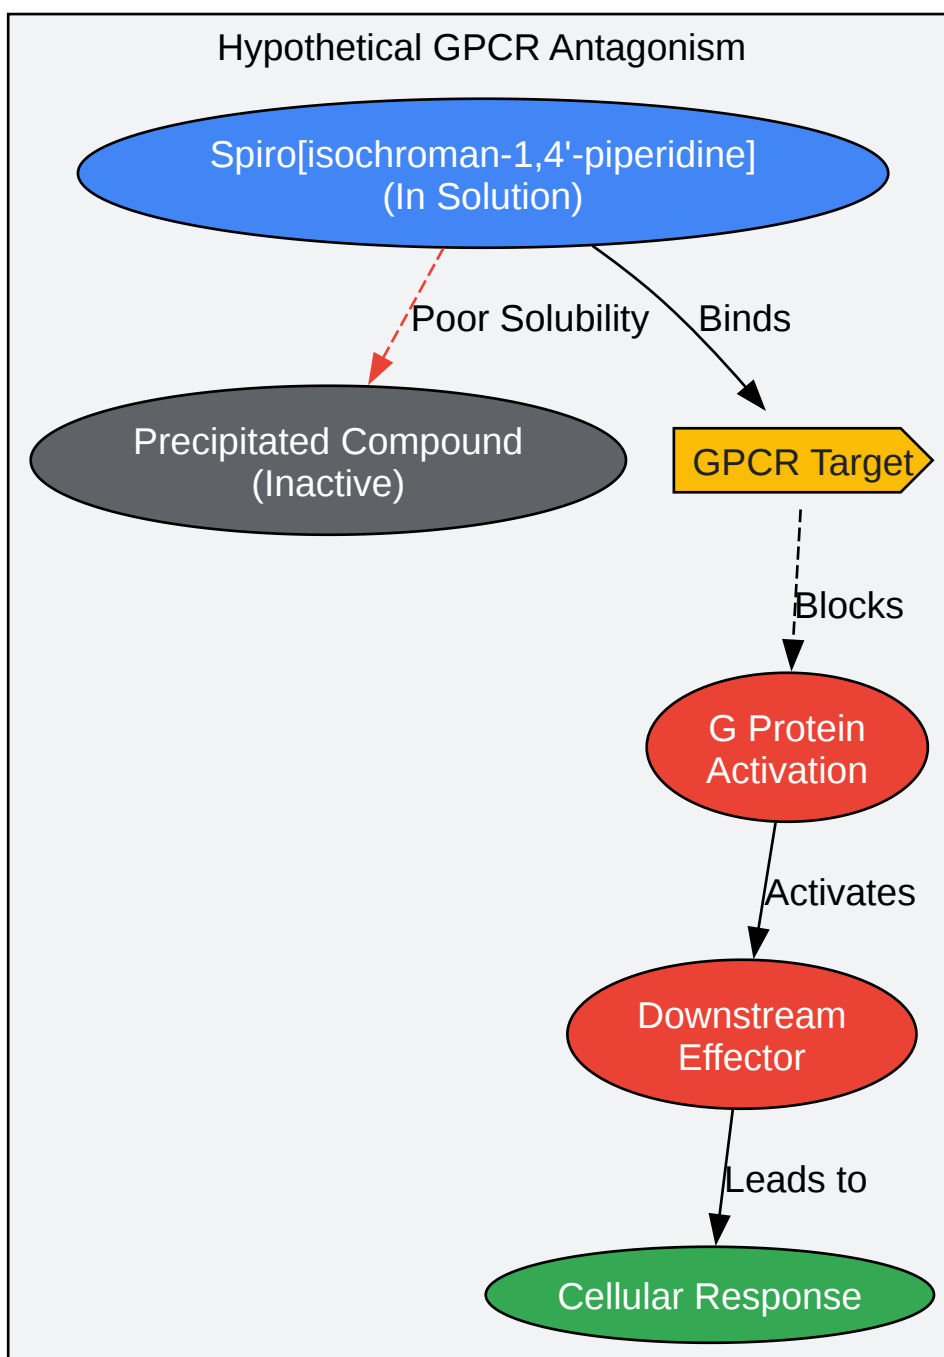 Hypothetical GPCR Antagonism
Spiro[isochroman-1,4'-piperidine]
(In Solution)
Poor Solubility
Binds
Precipitated Compound
(Inactive)
GPCR Target
Blocks
G Protein
Activation
Activates
Downstream
Effector
Leads to
Cellular Response